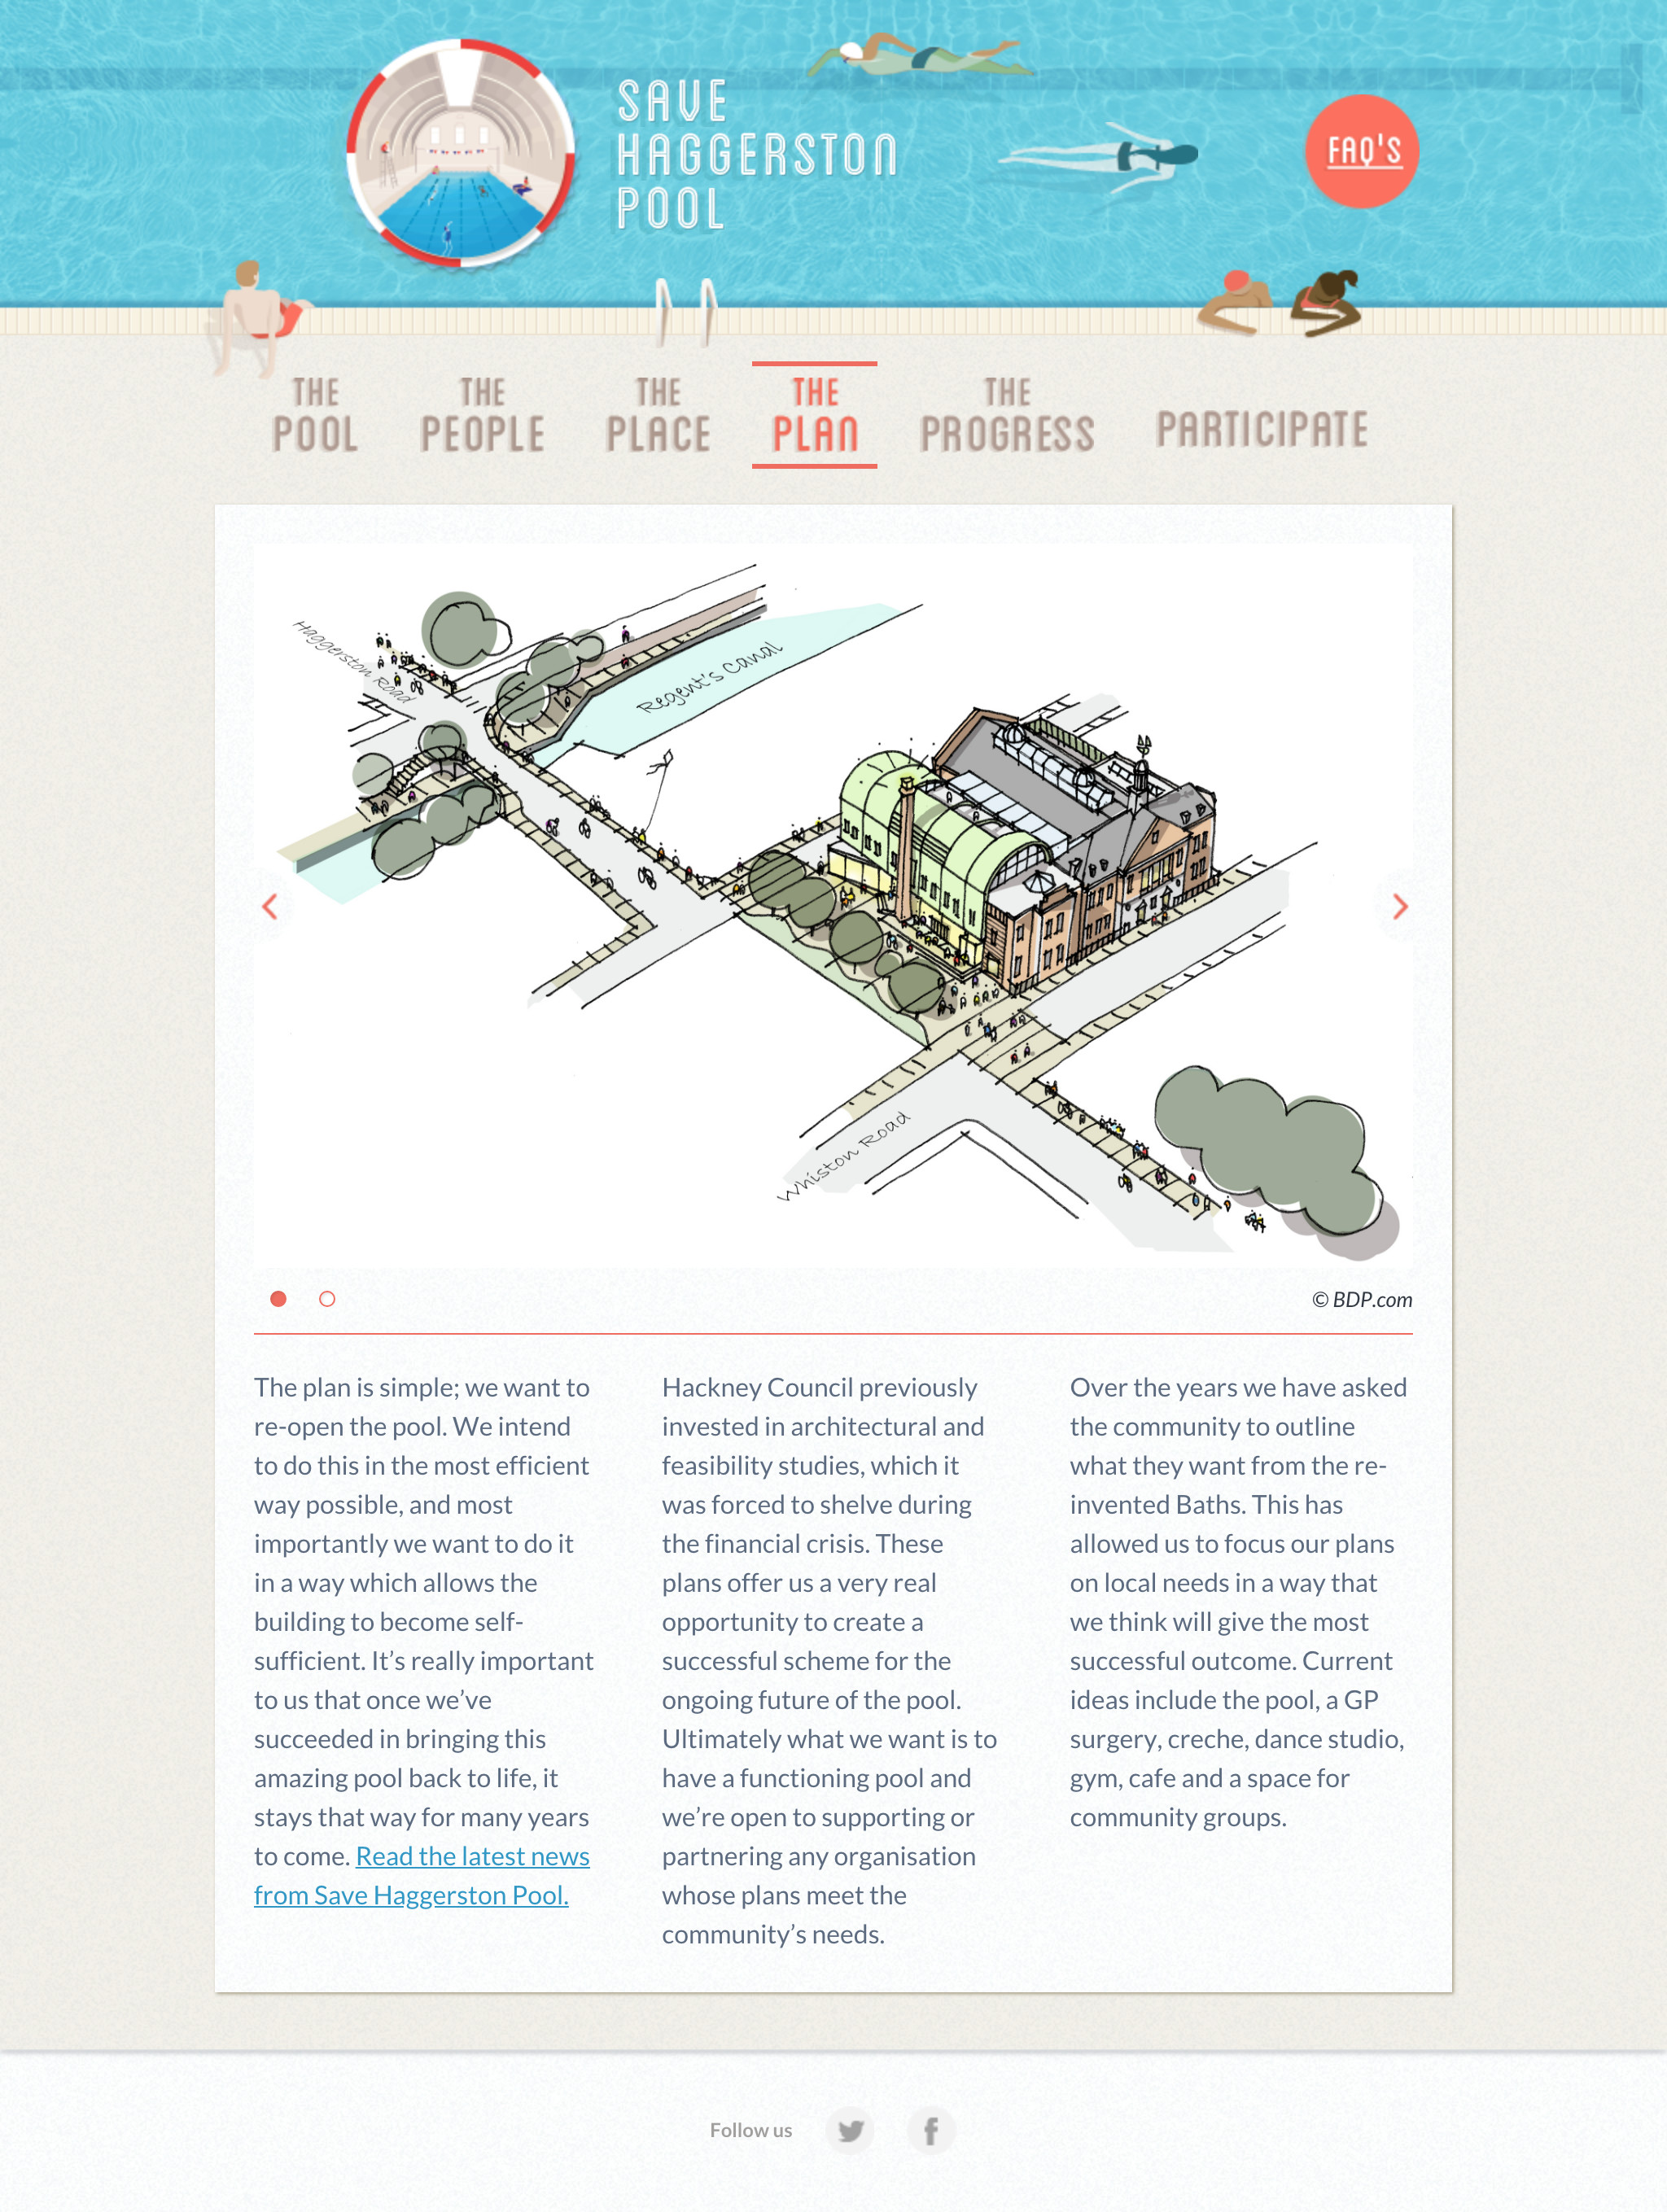 SAVE
HAGGERSTON
POOL
FAQ'S
THE
POOL
THE
PEOPLE
THE
PLACE
THE
PLAN
THE
PROGRESS
PARTICIPATE
Haggerston Road
Regent's Canal
Whiston Road
© BDP.com
The plan is simple; we want to
re-open the pool. We intend
to do this in the most efficient
way possible, and most
importantly we want to do it
in a way which allows the
building to become self-
sufficient. It’s really important
to us that once we’ve
succeeded in bringing this
amazing pool back to life, it
stays that way for many years
to come. Read the latest news
from Save Haggerston Pool.
Hackney Council previously
invested in architectural and
feasibility studies, which it
was forced to shelve during
the financial crisis. These
plans offer us a very real
opportunity to create a
successful scheme for the
ongoing future of the pool.
Ultimately what we want is to
have a functioning pool and
we’re open to supporting or
partnering any organisation
whose plans meet the
community’s needs.
Over the years we have asked
the community to outline
what they want from the re-
invented Baths. This has
allowed us to focus our plans
on local needs in a way that
we think will give the most
successful outcome. Current
ideas include the pool, a GP
surgery, creche, dance studio,
gym, cafe and a space for
community groups.
Follow us